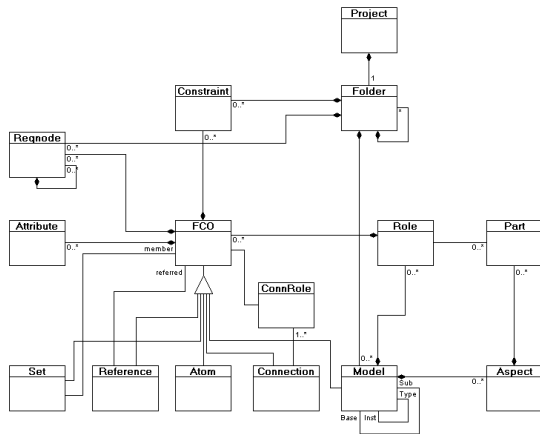 Project
1
Constraint
Folder
0..*
*
0..*
Reqnode
0..*
0..*
0..*
Attribute
FCO
Role
Part
0..*
member
0..*
0..*
referred
0..*
ConnRole
1..*
0..*
Set
Reference
Atom
Connection
Model
Aspect
Sub
0..*
Type
Base
Inst